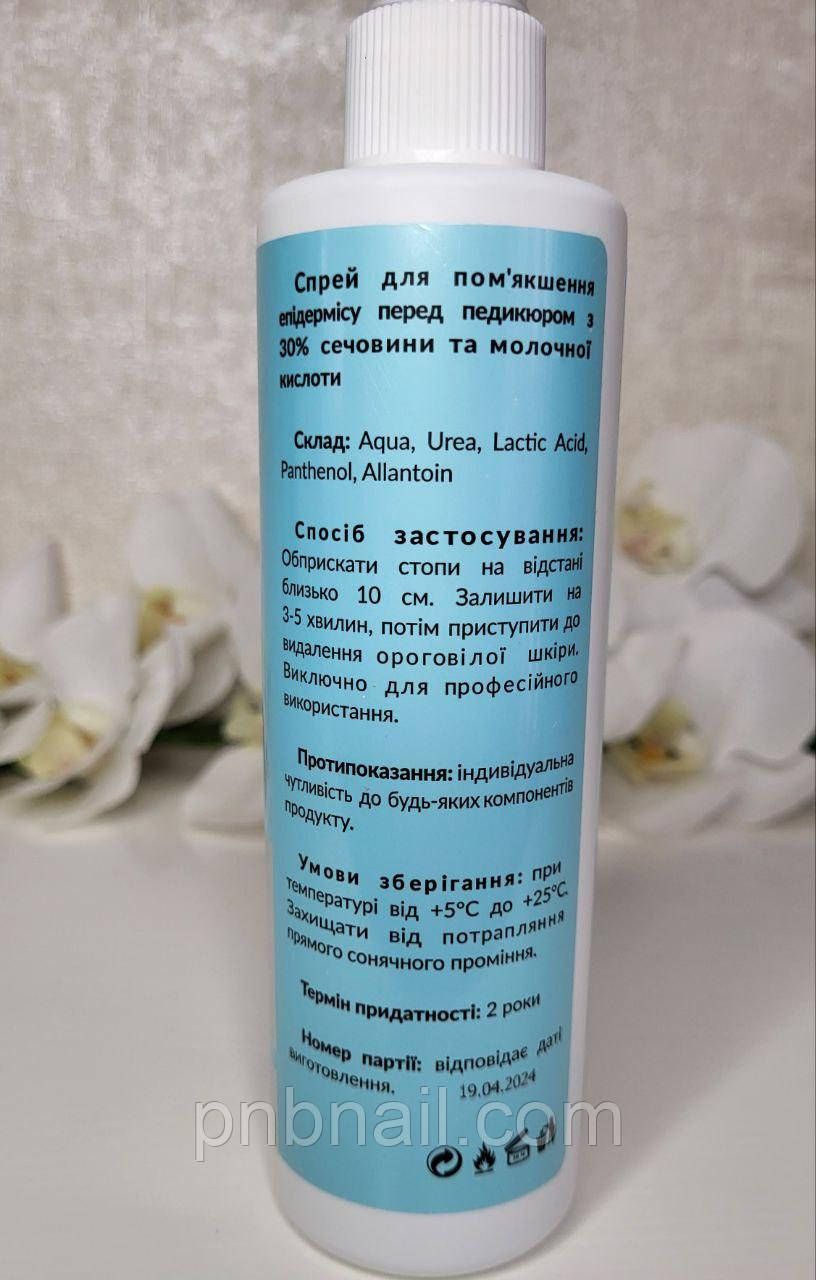 Спрей для пом'якшення
епідермісу перед педикюром з
30% сечовини та молочної
кислоти
Склад: Aqua, Urea, Lactic Acid,
Panthenol, Allantoin
Спосіб застосування:
Обприскати стопи на відстані
близько 10 см. Залишити на
3-5 хвилин, потім приступити до
видалення ороговілої шкіри.
Виключно для професійного
використання.
Протипоказання: індивідуальна
чутливість до будь-яких компонентів
продукту.
Умови зберігання: при
температурі від +5°С до +25°С.
Захищати від потрапляння
прямого сонячного проміння.
Термін придатності: 2 роки
Номер партії: відповідає даті
виготовлення. 19.04.2024
pnbnail.com